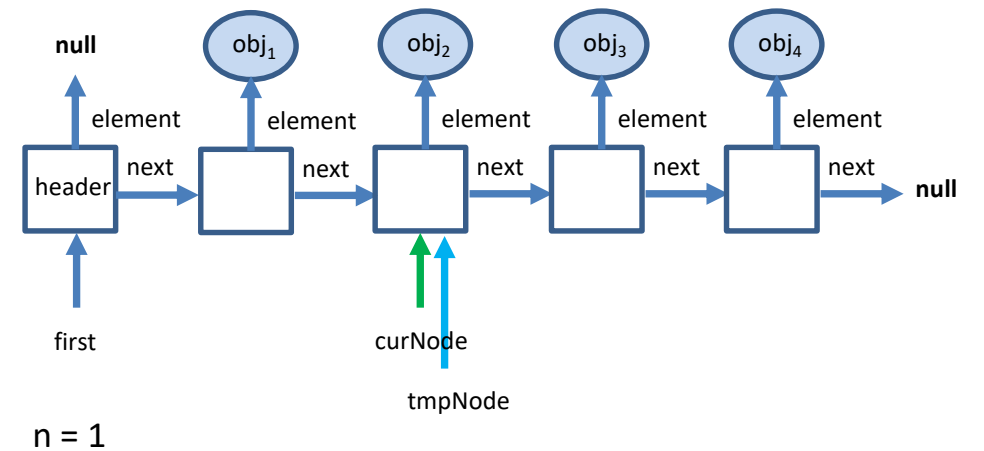 null obj₁ obj₂ obj₃ obj₄
element element element element element
header next next next next next null
first curNode
tmpNode
n = 1